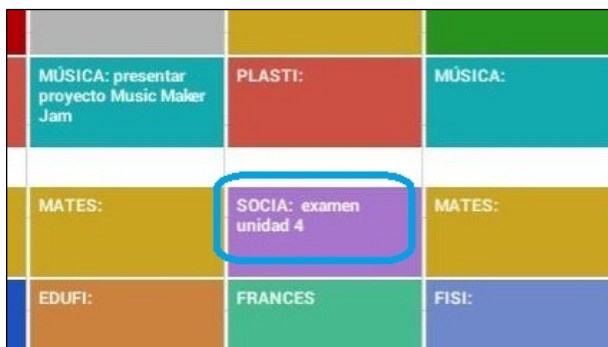 MÚSICA: presentar
proyecto Music Maker
Jam
PLASTI:
MÚSICA:
MATES:
SOCIA: examen
unidad 4
MATES:
EDUFI:
FRANCES
FISI: